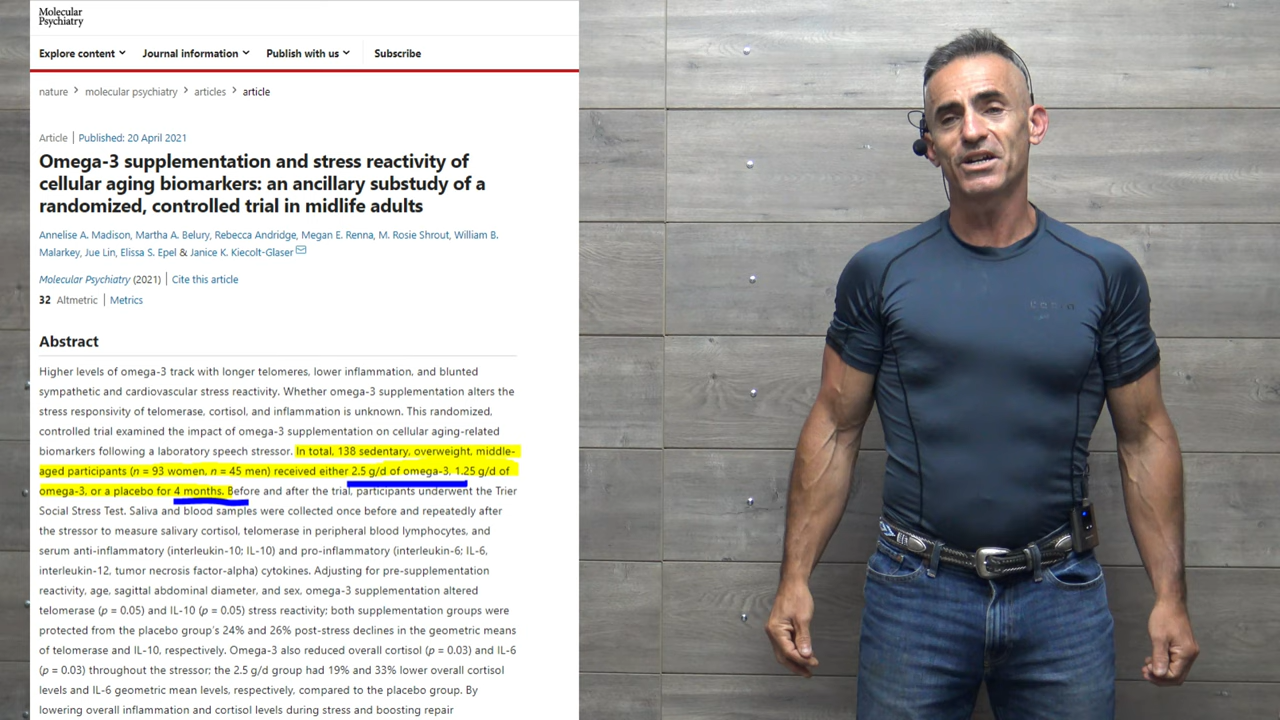 Molecular
Psychiatry
Explore content
Journal information
Publish with us
Subscribe
nature > molecular psychiatry > articles > article
Article | Published: 20 April 2021
Omega-3 supplementation and stress reactivity of
cellular aging biomarkers: an ancillary substudy of a
randomized, controlled trial in midlife adults
Annelise A. Madison, Martha A. Belury, Rebecca Andridge, Megan E. Renna, M. Rosie Shrout, William B.
Malarkey, Jue Lin, Elissa S. Epel & Janice K. Kiecolt-Glaser
Molecular Psychiatry (2021) | Cite this article
32 Altmetric | Metrics
Abstract
Higher levels of omega-3 track with longer telomeres, lower inflammation, and blunted
sympathetic and cardiovascular stress reactivity. Whether omega-3 supplementation alters the
stress responsivity of telomerase, cortisol, and inflammation is unknown. This randomized,
controlled trial examined the impact of omega-3 supplementation on cellular aging-related
biomarkers following a laboratory speech stressor. In total, 138 sedentary, overweight, middle-
aged participants (n = 93 women, n = 45 men) received either 2.5 g/d of omega-3, 1.25 g/d of
omega-3, or a placebo for 4 months. Before and after the trial, participants underwent the Trier
Social Stress Test. Saliva and blood samples were collected once before and repeatedly after
the stressor to measure salivary cortisol, telomerase in peripheral blood lymphocytes, and
serum anti-inflammatory (interleukin-10; IL-10) and pro-inflammatory (interleukin-6; IL-6,
interleukin-12, tumor necrosis factor-alpha) cytokines. Adjusting for pre-supplementation
reactivity, age, sagittal abdominal diameter, and sex, omega-3 supplementation altered
telomerase (p = 0.05) and IL-10 (p = 0.05) stress reactivity; both supplementation groups were
protected from the placebo group's 24% and 26% post-stress declines in the geometric means
of telomerase and IL-10, respectively. Omega-3 also reduced overall cortisol (p = 0.03) and IL-6
(p = 0.03) throughout the stressor; the 2.5 g/d group had 19% and 33% lower overall cortisol
levels and IL-6 geometric mean levels, respectively, compared to the placebo group. By
lowering overall inflammation and cortisol levels during stress and boosting repair